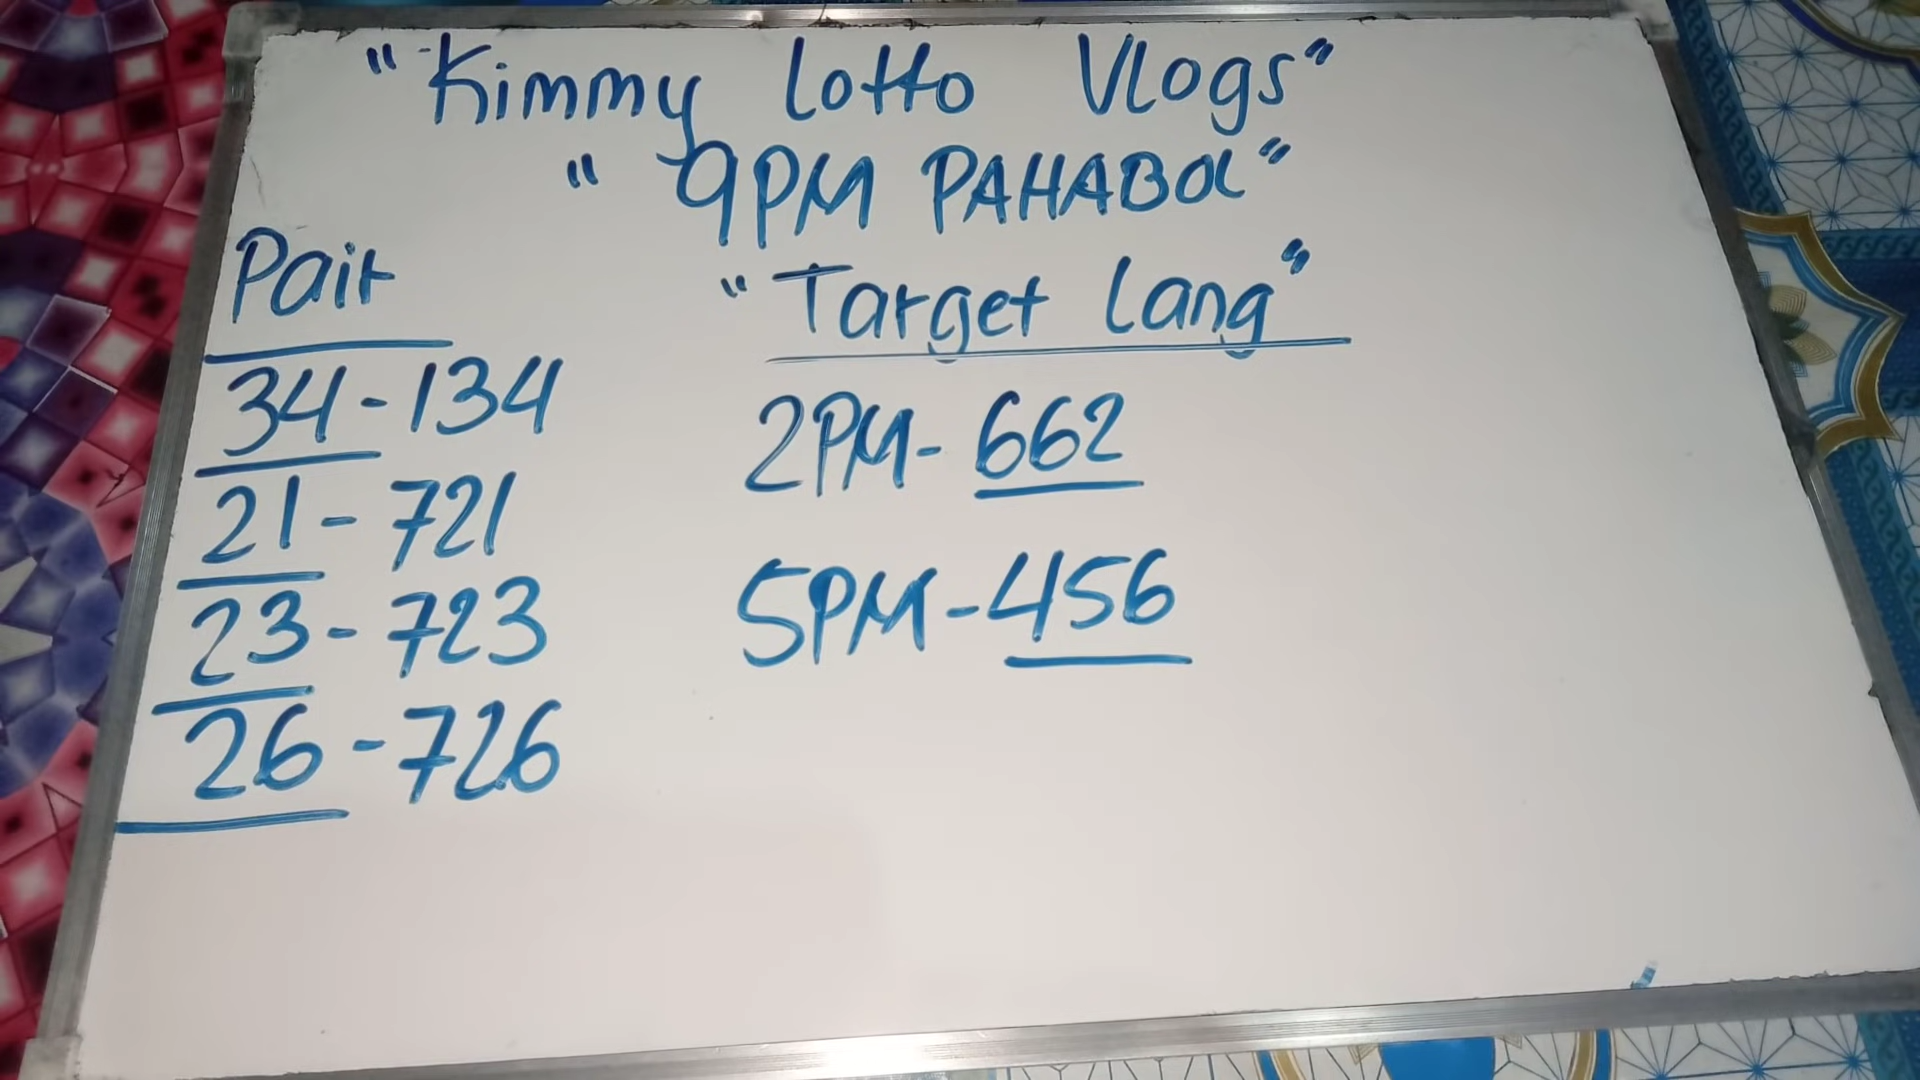 "Kimmy Lotto Vlogs"
"9PM PAHABOL"
"Target Lang"
Pair
34-134
21-721
23-723
26-726
2PM-662
5PM-456